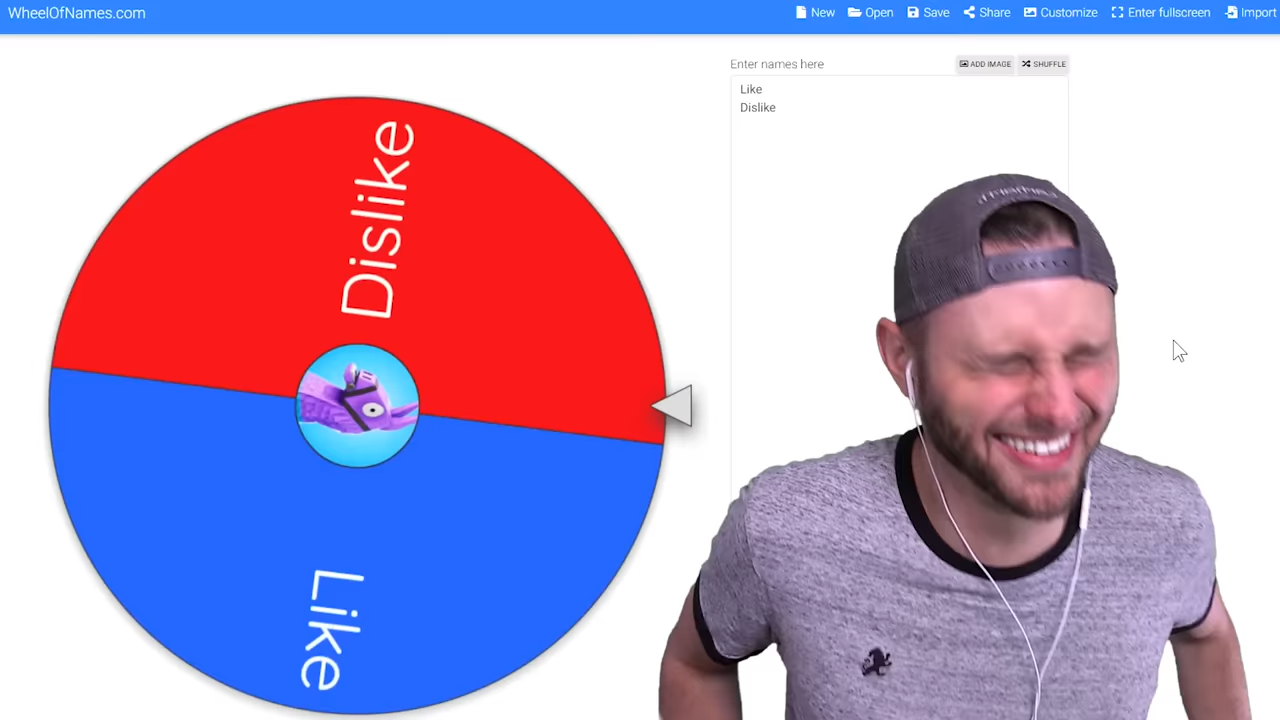 WheelOfNames.com
New Open Save Share Customize Enter fullscreen Import
Enter names here
ADD IMAGE
SHUFFLE
Like
Dislike
Dislike
Like